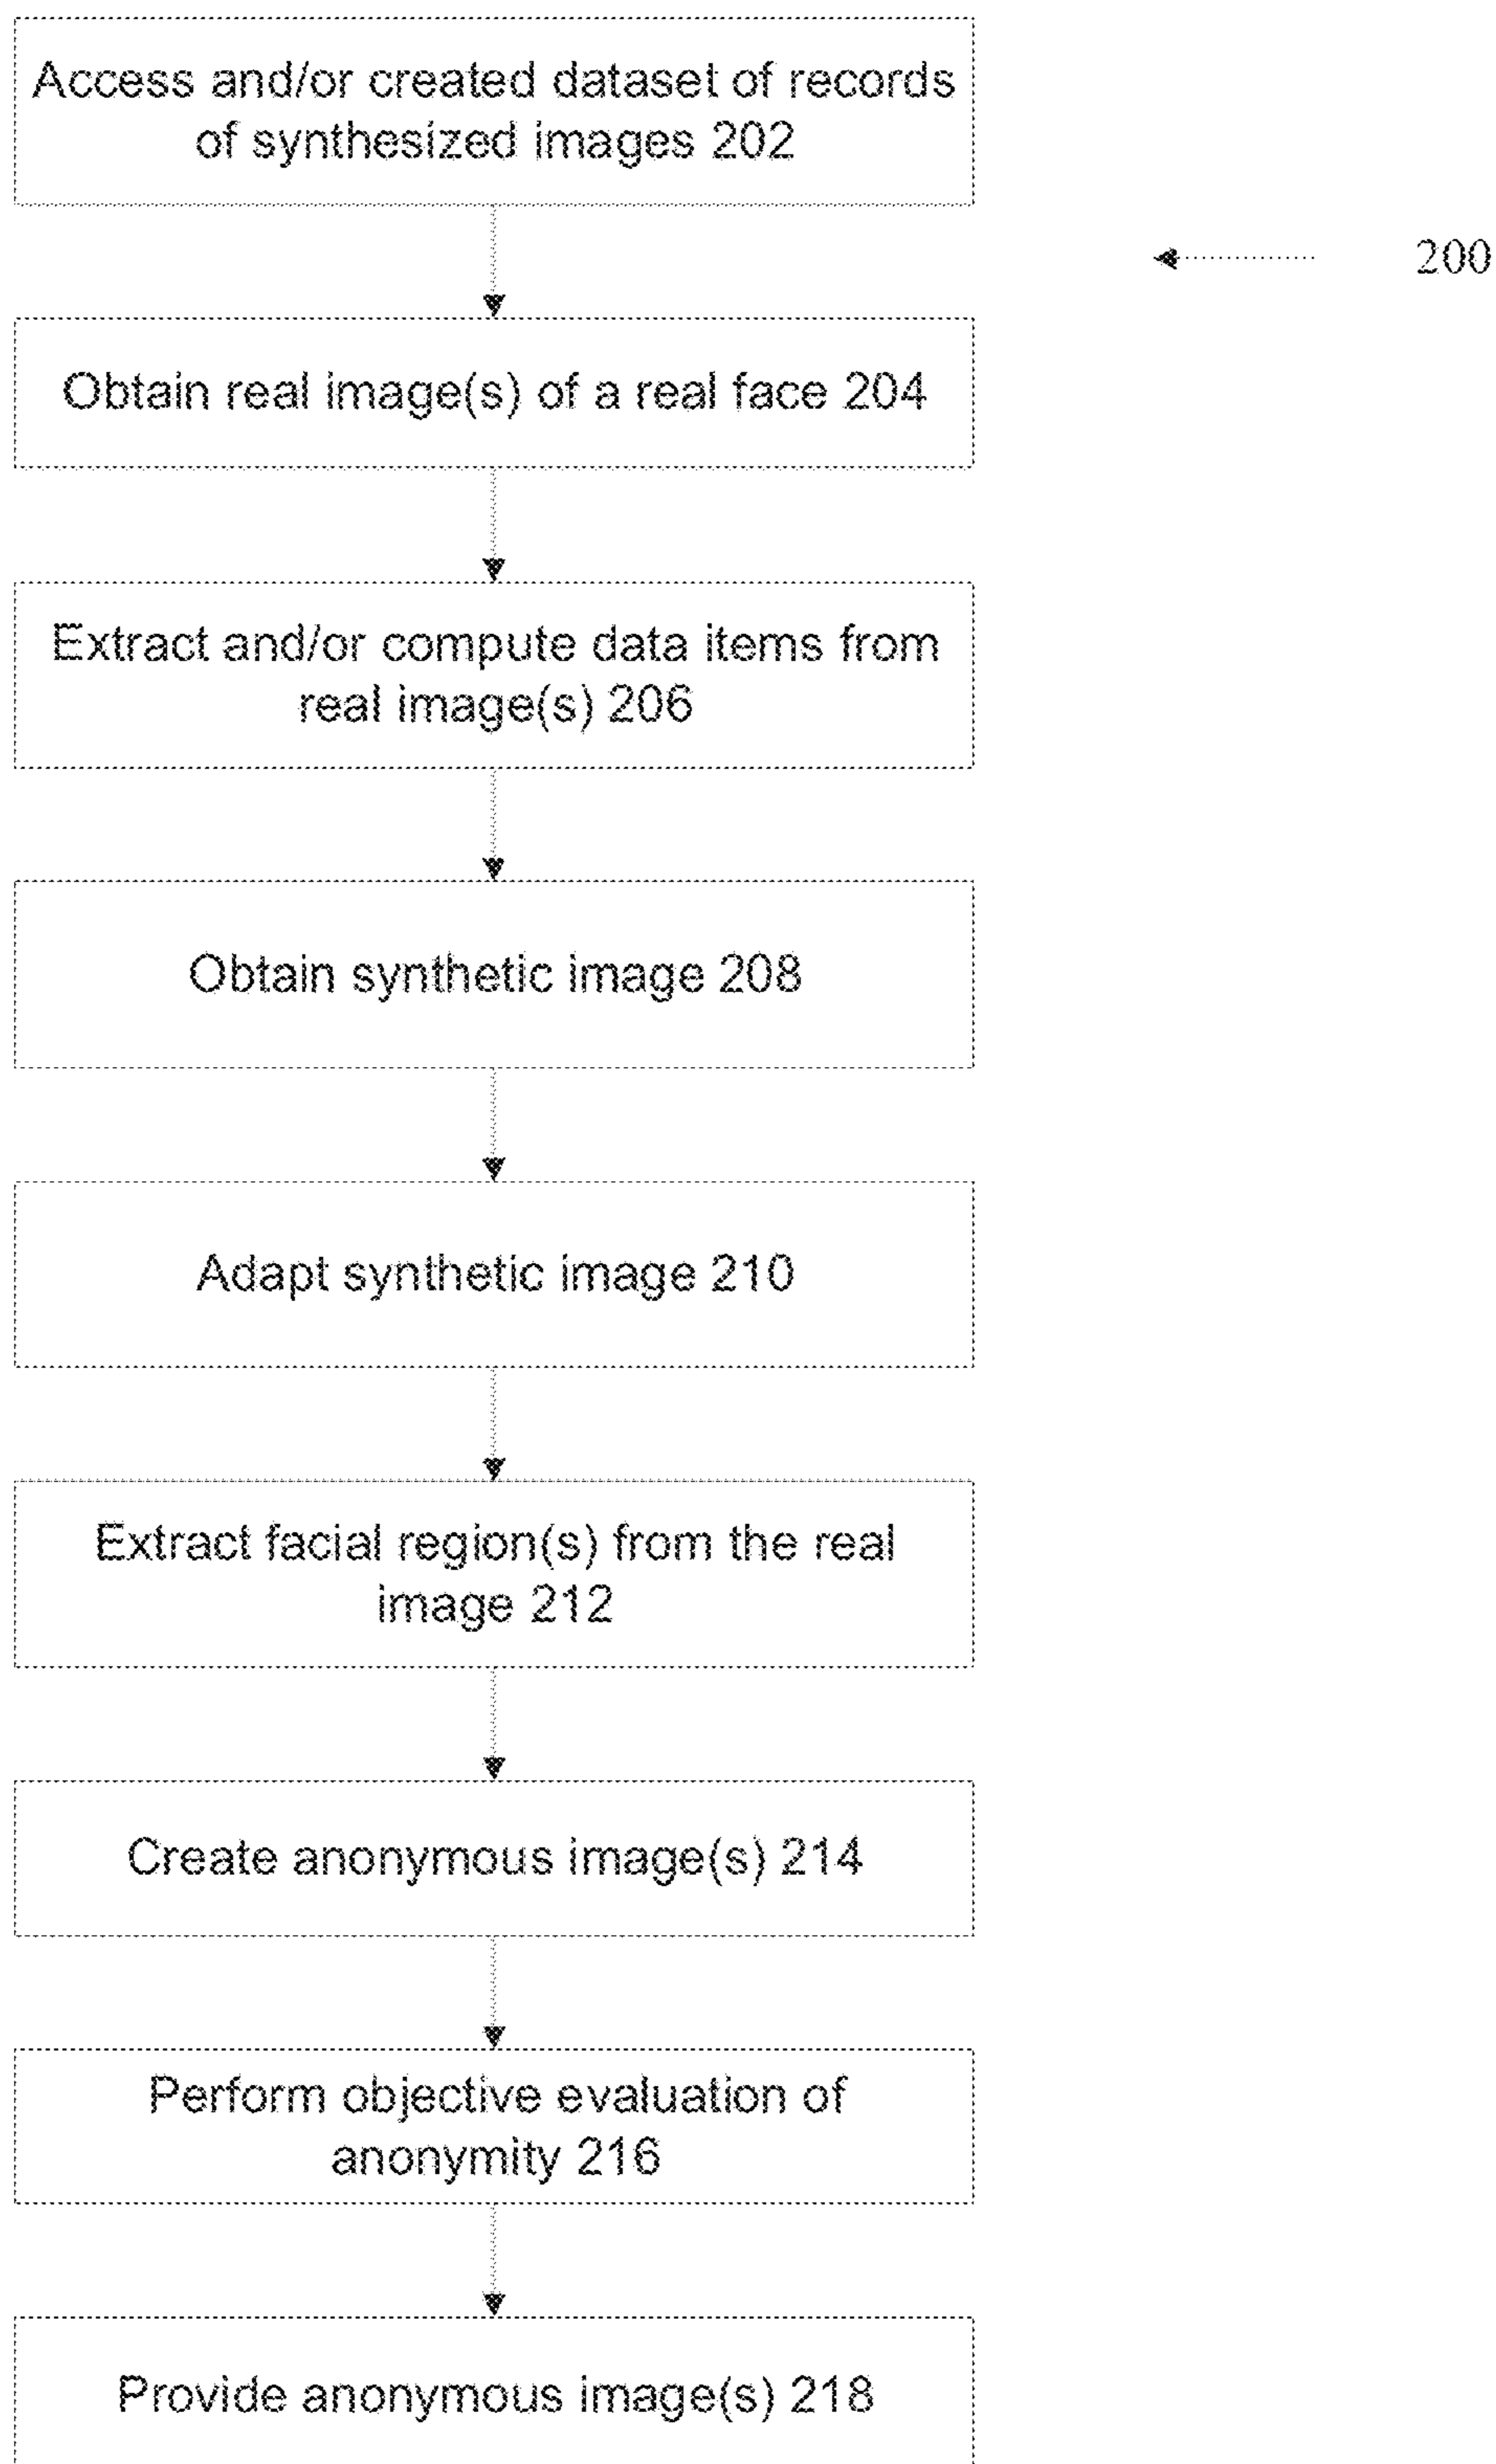 Access and/or created dataset of records
of synthesized images 202
200
Obtain real image(s) of a real face 204
Extract and/or compute data items from
real image(s) 206
Obtain synthetic image 208
Adapt synthetic image 210
Extract facial region(s) from the real
image 212
Create anonymous image(s) 214
Perform objective evaluation of
anonymity 216
Provide anonymous image(s) 218